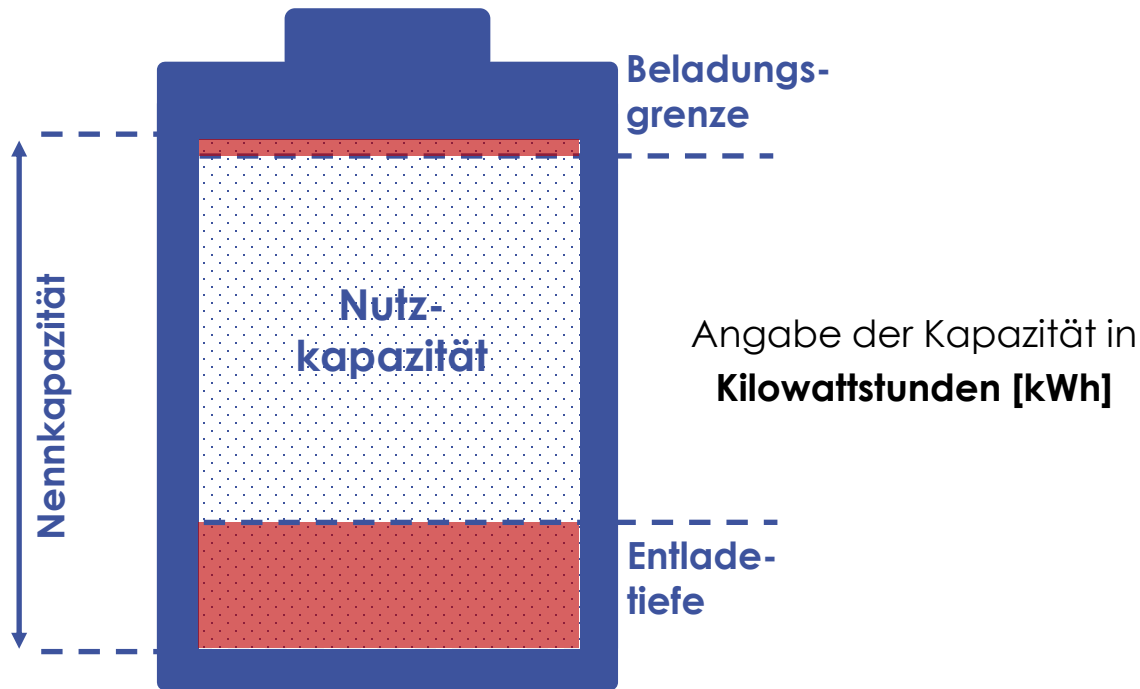 Beladungs-
grenze
Nennkapazität
Nutz-
kapazität
Angabe der Kapazität in
Kilowattstunden [kWh]
Entlade-
tiefe